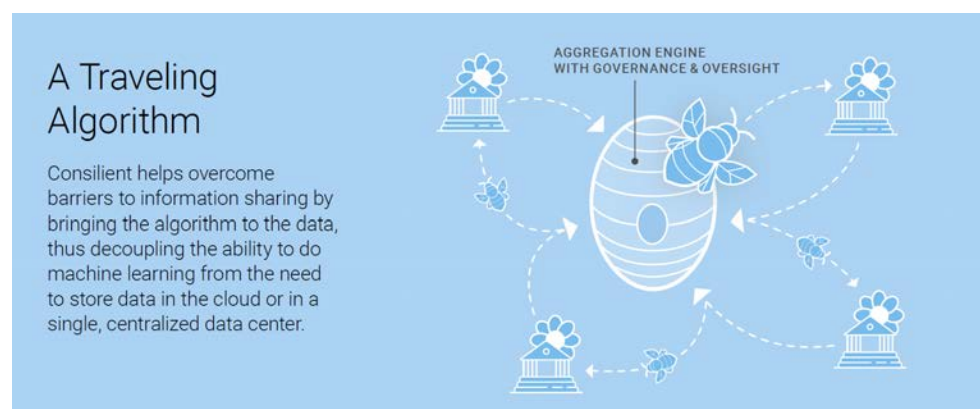 A Traveling
Algorithm
Consilient helps overcome
barriers to information sharing by
bringing the algorithm to the data,
thus decoupling the ability to do
machine learning from the need
to store data in the cloud or in a
single, centralized data center.
AGGREGATION ENGINE
WITH GOVERNANCE & OVERSIGHT